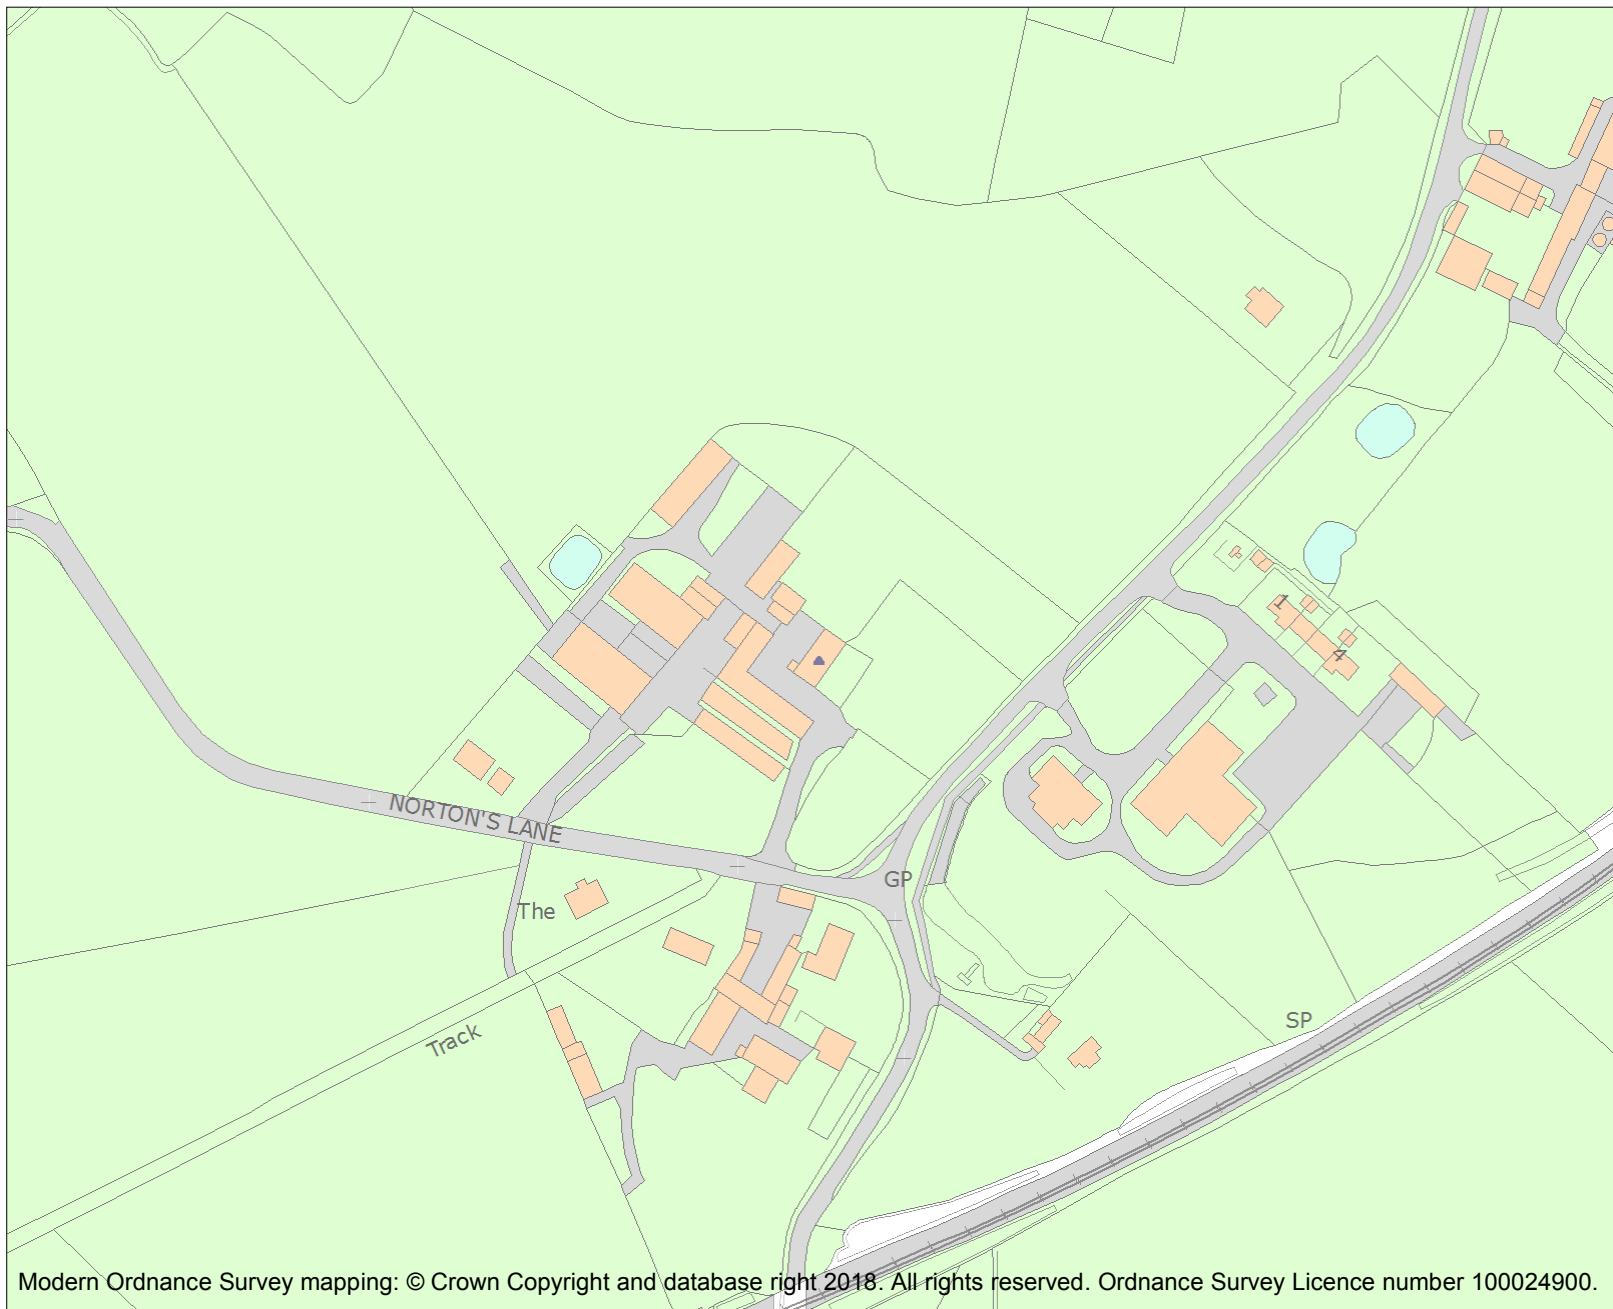 1
4
NORTON'S LANE
GP
The
SP
Track
Modern Ordnance Survey mapping: © Crown Copyright and database right 2018. All rights reserved. Ordnance Survey Licence number 100024900.